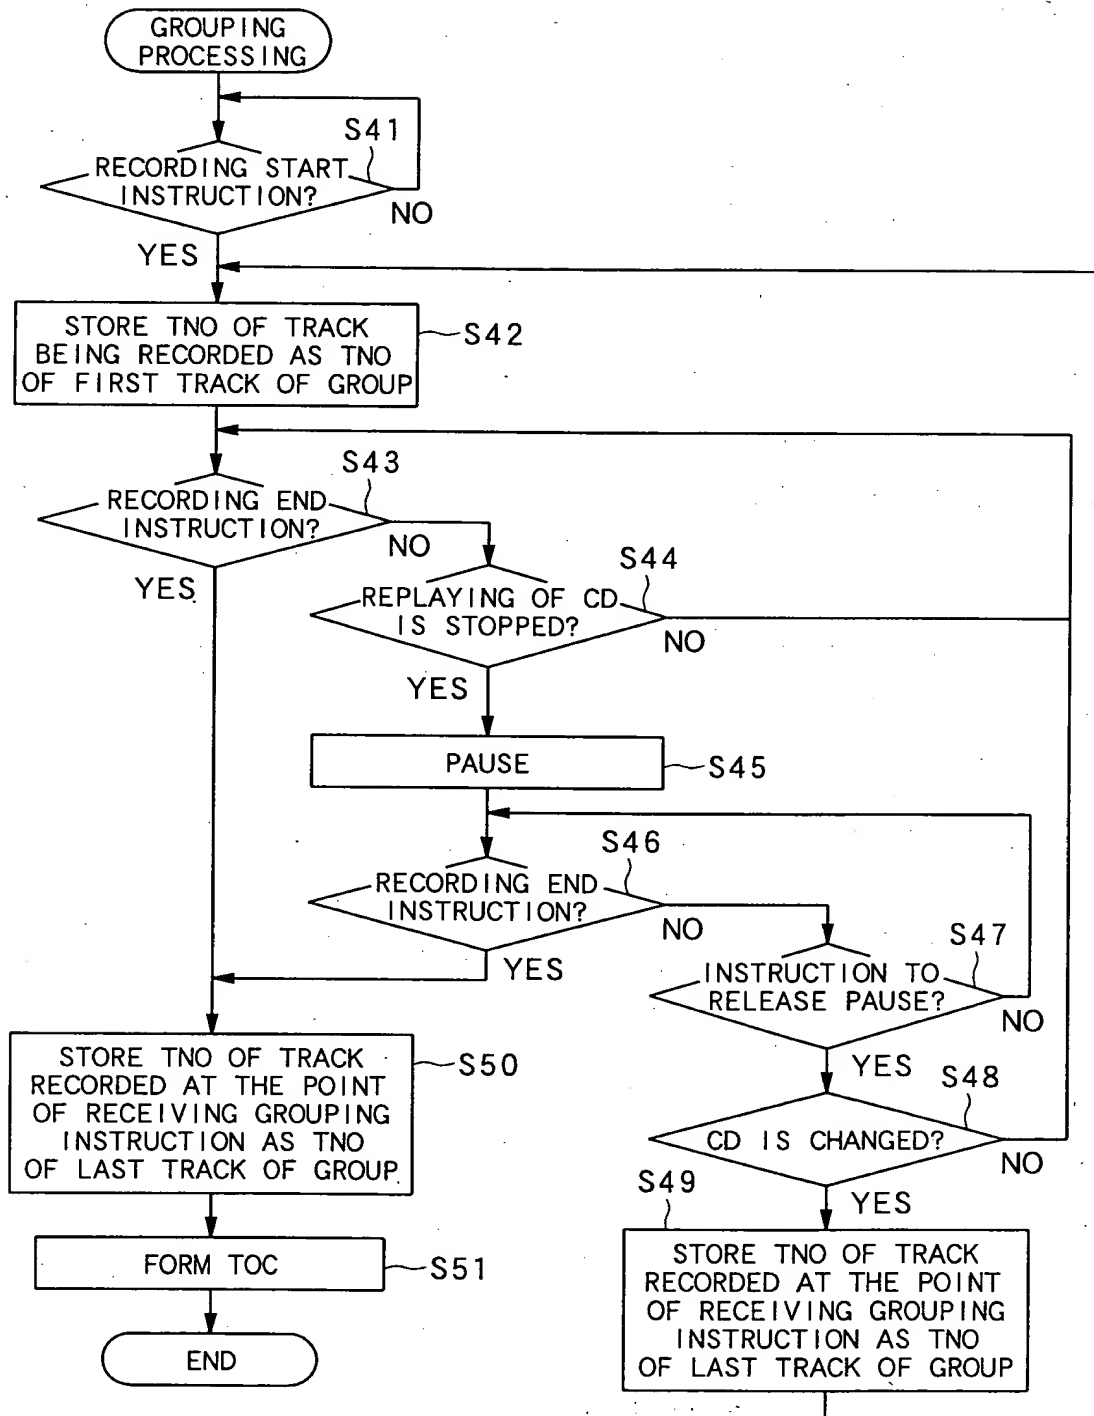 GROUPING
PROCESSING
S41
RECORDING START
INSTRUCTION?
NO
YES
STORE TNO OF TRACK
BEING RECORDED AS TNO
OF FIRST TRACK OF GROUP
S42
S43
RECORDING END
INSTRUCTION?
NO
YES
S44
REPLAYING OF CD
IS STOPPED?
NO
YES
PAUSE
S45
S46
RECORDING END
INSTRUCTION?
NO
YES
S47
INSTRUCTION TO
RELEASE PAUSE?
NO
YES
S48
CD IS CHANGED?
NO
YES
S49
STORE TNO OF TRACK
RECORDED AT THE POINT
OF RECEIVING GROUPING
INSTRUCTION AS TNO
OF LAST TRACK OF GROUP
STORE TNO OF TRACK
RECORDED AT THE POINT
OF RECEIVING GROUPING
INSTRUCTION AS TNO
OF LAST TRACK OF GROUP
S50
FORM TOC
S51
END